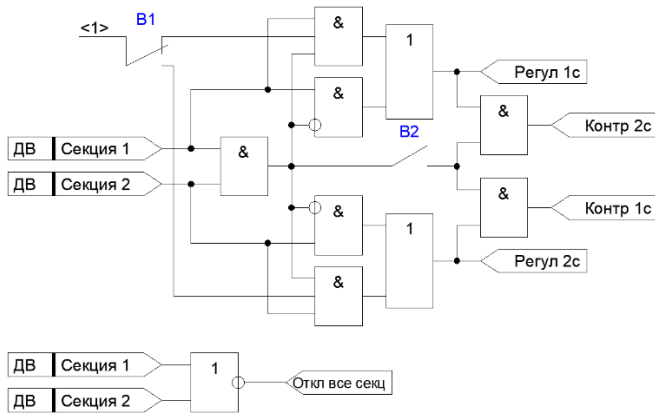 <1>
B1
&
1
Регул 1с
&
&
Контр 2с
B2
ДВ Секция 1
&
ДВ Секция 2
&
Контр 1с
&
1
Регул 2с
&
ДВ Секция 1
1
Откл все секц
ДВ Секция 2